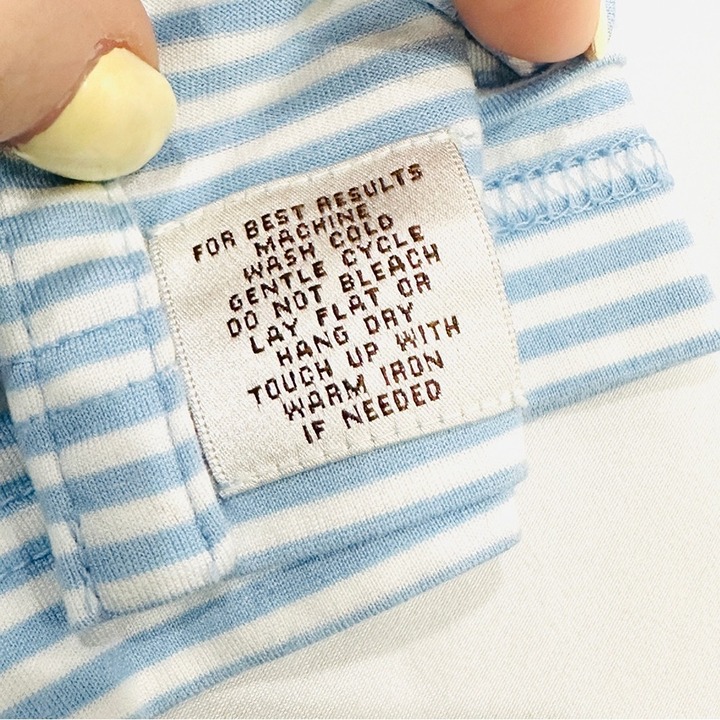 FOR BEST RESULTS
MACHINE
WASH COLD
GENTLE CYCLE
DO NOT BLEACH
LAY FLAT OR
HANG DRY
TOUCH UP WITH
WARM IRON
IF NEEDED